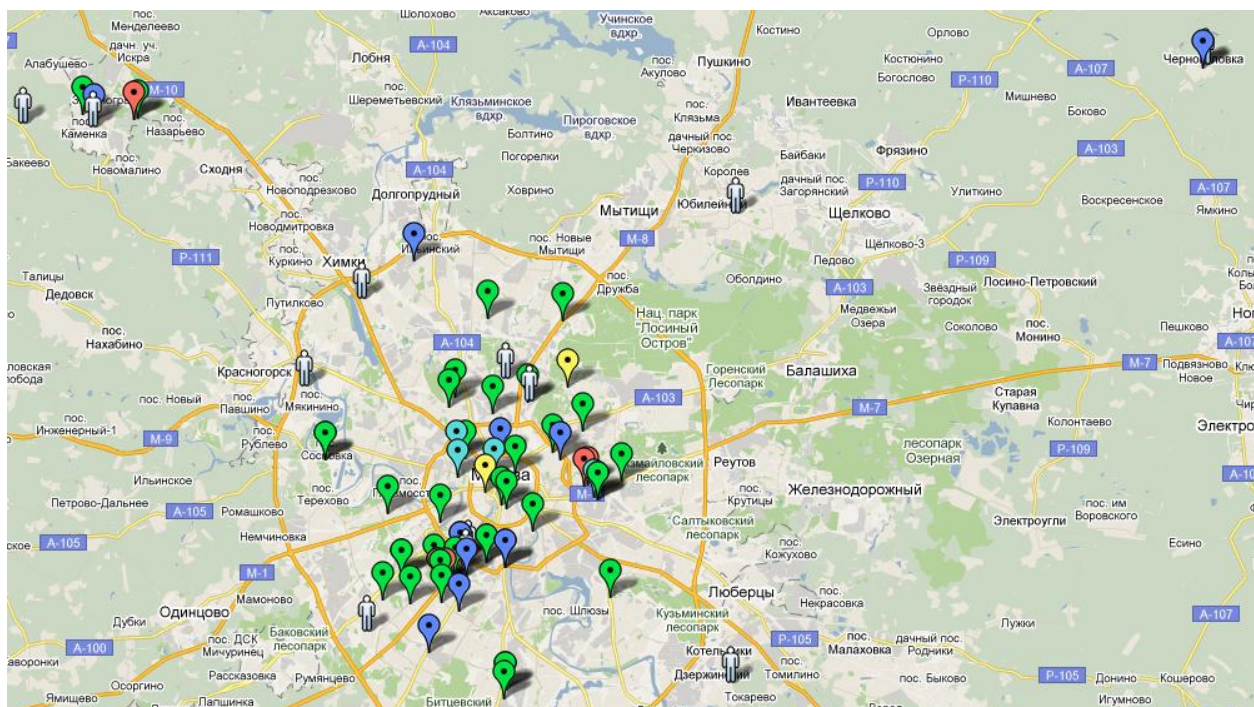 пос.
Менделеево
дачн. уч.
Искра
Алабушево
М-10
пос.
Каменка
пос.
Назарьево
Бакеево
пос.
Новомалино
Сходня
Шолохово
Аксаково
А-104
Лобня
пос.
Шереметьевский
Учинское
вдхр.
Костино
пос.
Акулово
Пушкино
Клязьминское
вдхр.
Пироговское
вдхр.
Болтино
Погорелки
пос.
Клязьма
дачный пос.
Черкизово
Ивантеевка
Орлово
Костюнино
Богослово
Р-110
А-107
Мишнево
Боково
А-103
Фрязино
Байбаки
дачный пос.
Загорянский
Р-110
Улиткино
Воскресенское
А-107
Ямкино
Королев
Щелково
Щёлково-3
А-104
Долгопрудный
Ховрино
Мытищи
пос. Новые
Мытищи
М-8
пос.
Новоподрезково
пос.
Новодмитровка
пос.
Куркино
Химки
Р-111
Путилково
Талицы
Дедовск
пос.
Нахабино
пос.
Дружба
Оболдино
Ледово
А-103
Медвежьи
Озера
Р-109
Звёздный
городок
Соколово
Лосино-Петровский
пос.
Монино
Пешково
Нац. парк
"Лосиный
Остров"
А-104
А-107
М-7
Подвязново
Новое
Красногорск
Горенский
Лесопарк
Балашиха
А-103
М-7
Старая
Купавна
Колонтаево
пос. Новый
Павшино
пос.
Мякинино
пос.
Инженерный-1
М-9
пос.
Рублево
Ильинское
Терехово
Петрово-Дальнее
А-105
Ромашково
Немчиновка
А-105
М-1
Реутов
пос.
Крутицы
Салтыковский
лесопарк
Железнодорожный
лесопарк
Озерная
Р-109
Электроугли
пос. им
Воровского
Есино
пос.
Кожухово
Люберцы
пос.
Некрасовка
Кузьминский
лесопарк
пос. Шлюзы
Одинцово
Мамоново
Дубки
А-100
пос. ДСК
Мичуринец
Баковский
лесопарк
Осоргино
Рассказовка
Румянцево
Ямищево
Лапшинка
Битцевский
Дзержинский
Токарево
пос.
Томилино
Р-105
пос.
Малаховка
дачный пос.
Родники
пос. Быково
Лужки
А-107
Р-105
Донино
Кошерово
Игумново